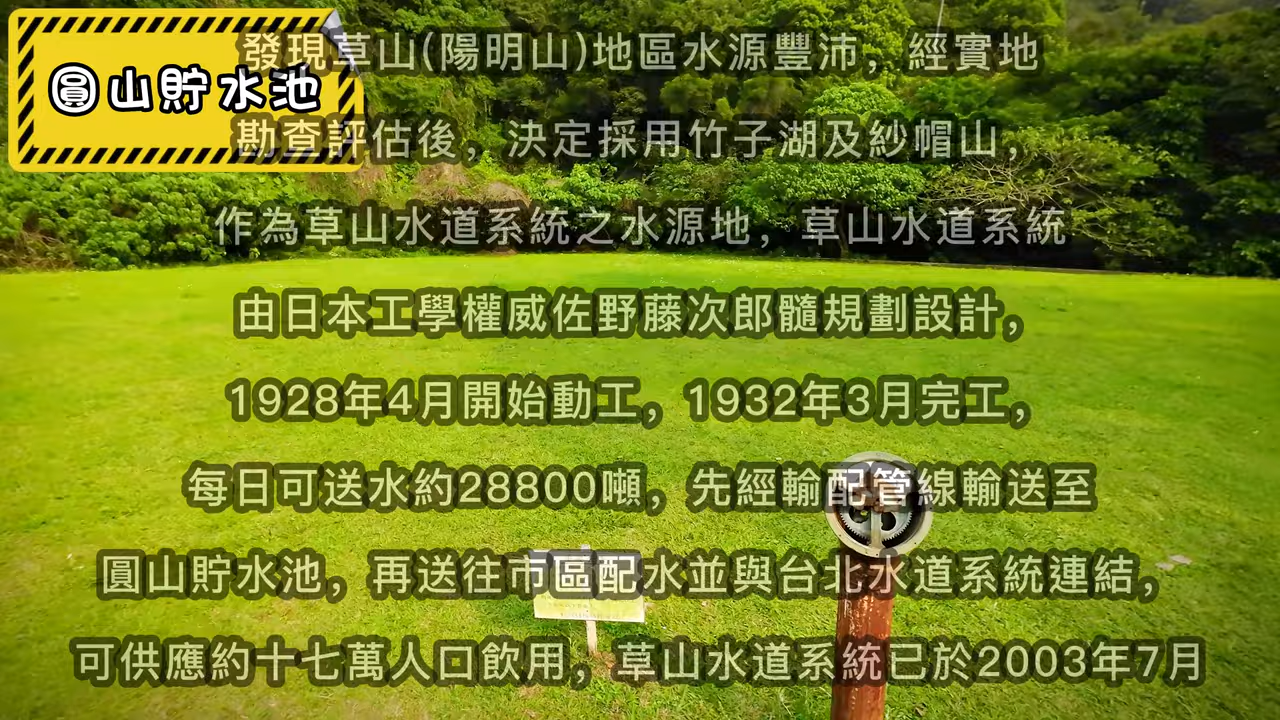 圓山貯水池
發現草山(陽明山)地區水源豐沛，經實地
勘查評估後，決定採用竹子湖及紗帽山，
作為草山水道系統之水源地，草山水道系統
由日本工學權威佐野藤次郎髓規劃設計，
1928年4月開始動工，1932年3月完工，
每日可送水約28800噸，先經輸配管線輸送至
圓山貯水池，再送往市區配水並與台北水道系統連結，
可供應約十七萬人口飲用，草山水道系統已於2003年7月